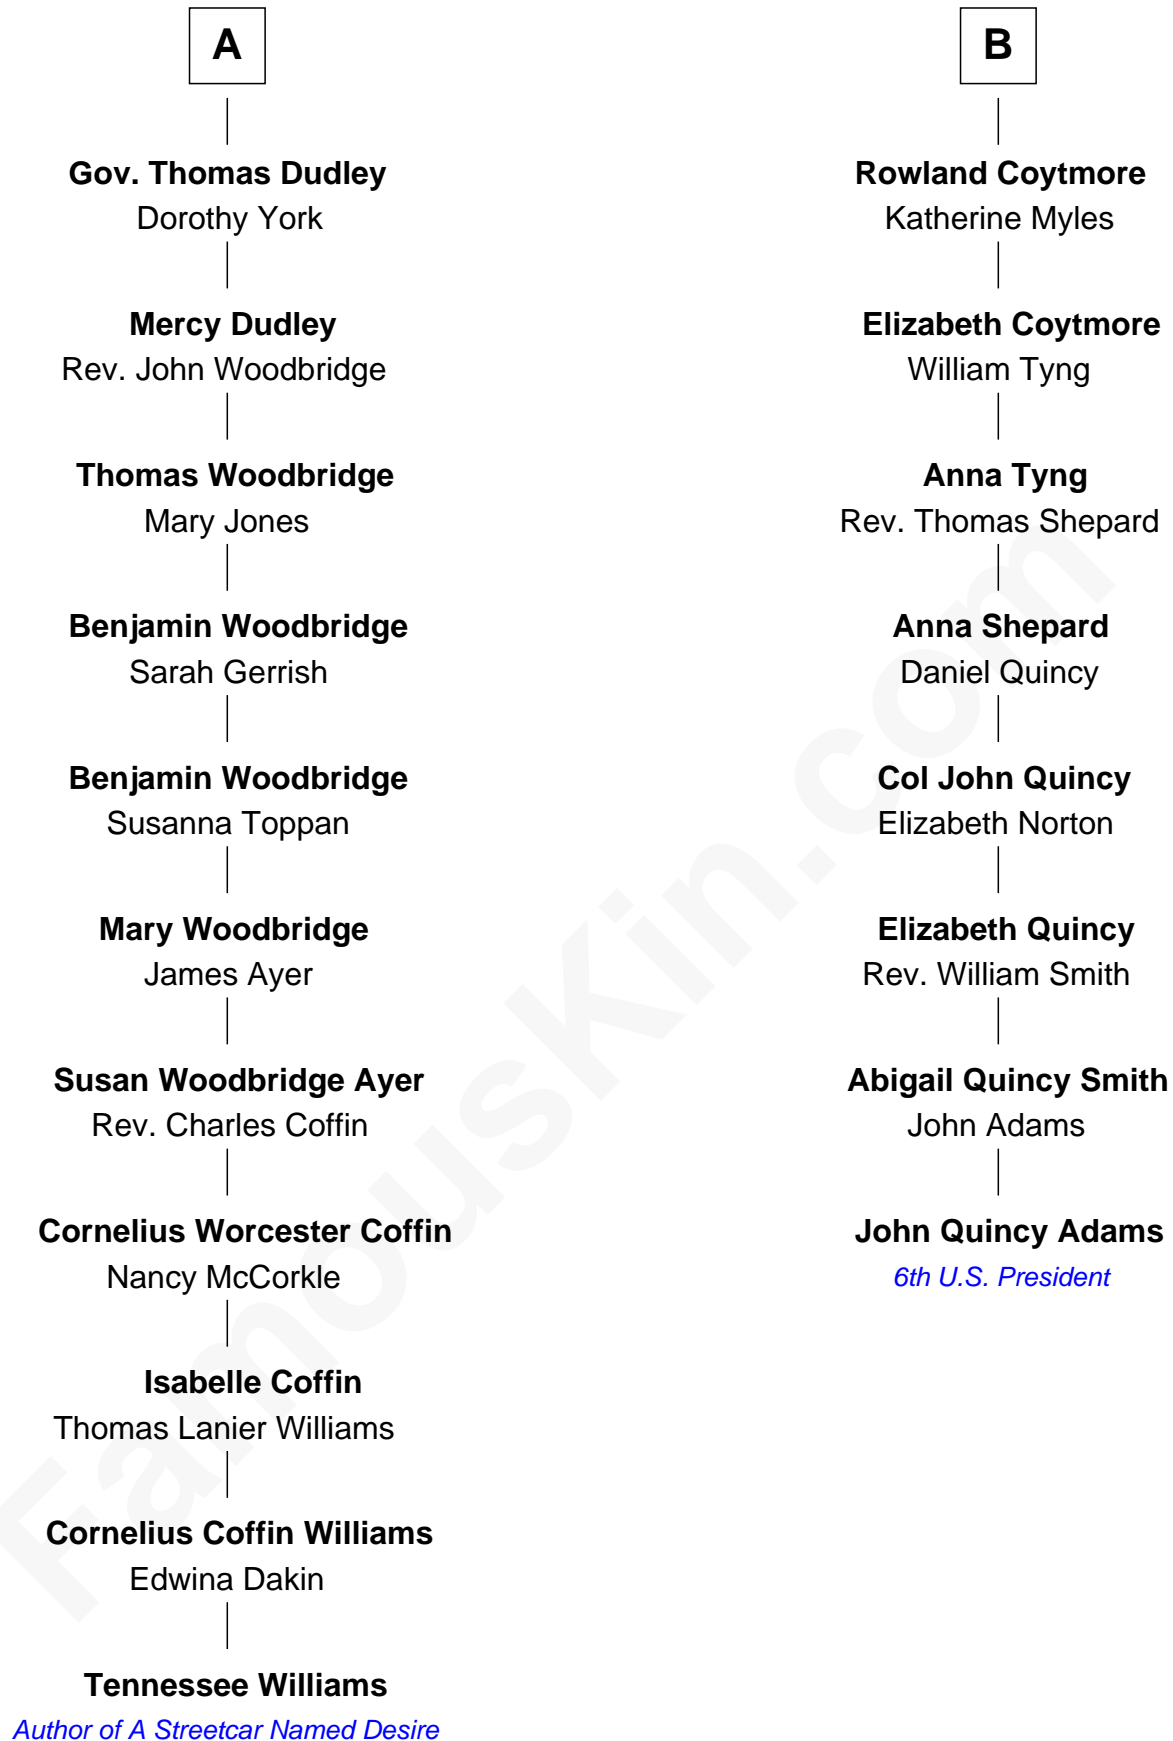 A
Gov. Thomas Dudley
Dorothy York
Mercy Dudley
Rev. John Woodbridge
Thomas Woodbridge
Mary Jones
Benjamin Woodbridge
Sarah Gerrish
Benjamin Woodbridge
Susanna Toppan
Mary Woodbridge
James Ayer
Susan Woodbridge Ayer
Rev. Charles Coffin
Cornelius Worcester Coffin
Nancy McCorkle
Isabelle Coffin
Thomas Lanier Williams
Cornelius Coffin Williams
Edwina Dakin
Tennessee Williams
Author of A Streetcar Named Desire
B
Rowland Coytmore
Katherine Myles
Elizabeth Coytmore
William Tyng
Anna Tyng
Rev. Thomas Shepard
Anna Shepard
Daniel Quincy
Col John Quincy
Elizabeth Norton
Elizabeth Quincy
Rev. William Smith
Abigail Quincy Smith
John Adams
John Quincy Adams
6th U.S. President
FamousKin.com